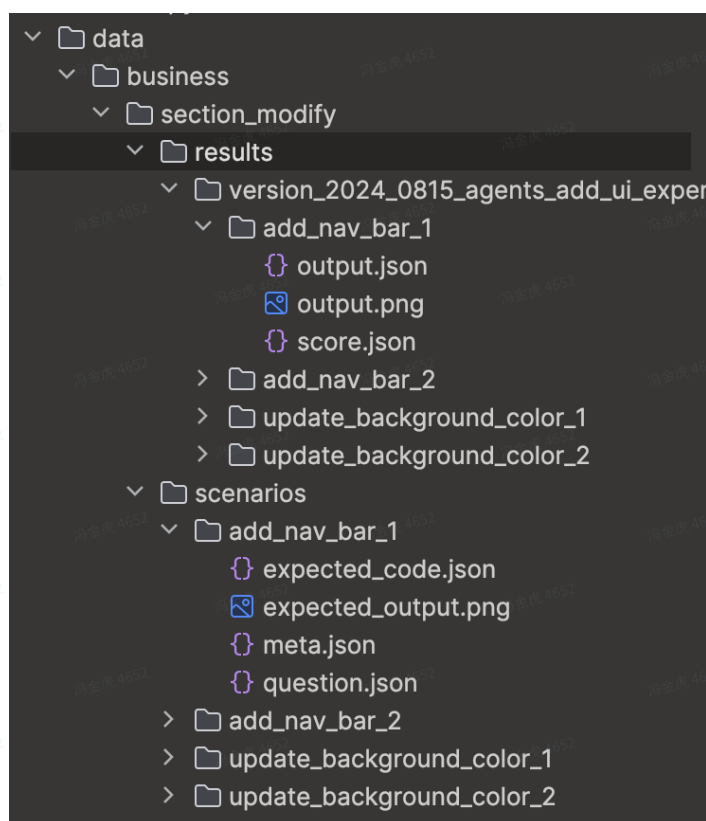 data
business
section_modify
results
version_2024_0815_agents_add_ui_exper
add_nav_bar_1
output.json
output.png
score.json
add_nav_bar_2
update_background_color_1
update_background_color_2
scenarios
add_nav_bar_1
expected_code.json
expected_output.png
meta.json
question.json
add_nav_bar_2
update_background_color_1
update_background_color_2